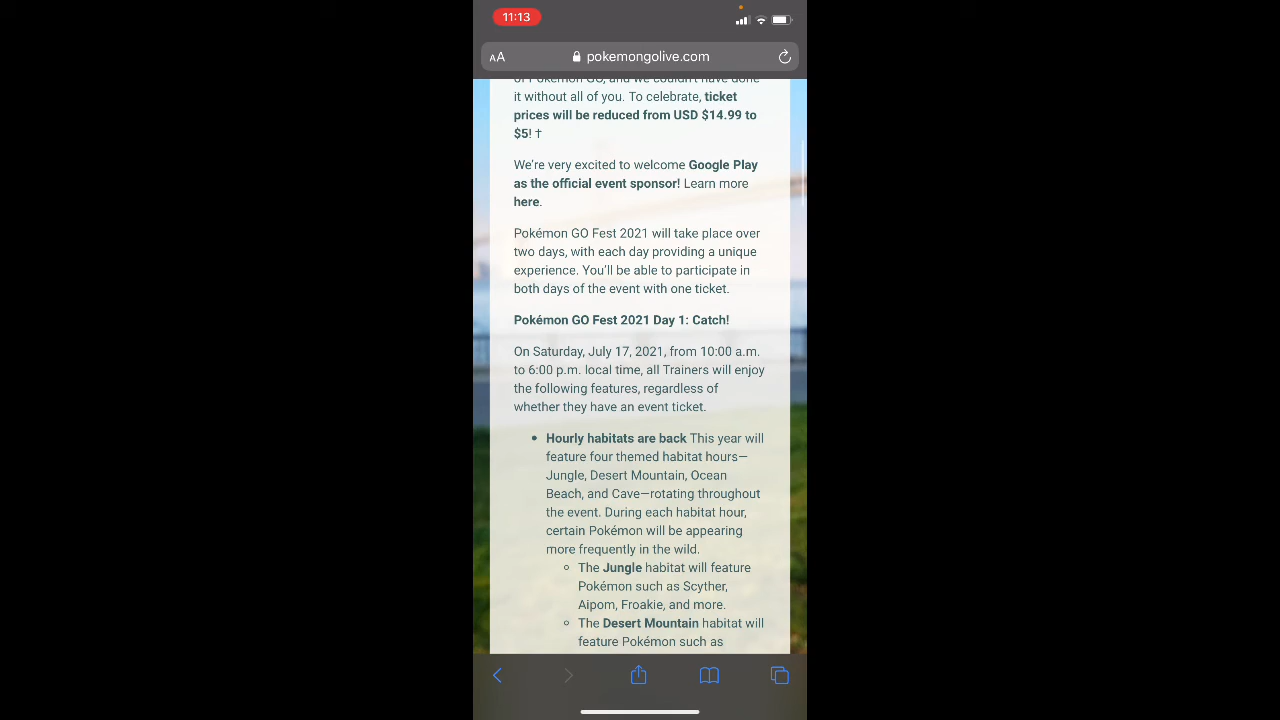 11:13
AA pokemongolive.com
of Pokémon GO, and we couldn't have done
it without all of you. To celebrate, ticket
prices will be reduced from USD $14.99 to
$5! †
We're very excited to welcome Google Play
as the official event sponsor! Learn more
here.
Pokémon GO Fest 2021 will take place over
two days, with each day providing a unique
experience. You'll be able to participate in
both days of the event with one ticket.
Pokémon GO Fest 2021 Day 1: Catch!
On Saturday, July 17, 2021, from 10:00 a.m.
to 6:00 p.m. local time, all Trainers will enjoy
the following features, regardless of
whether they have an event ticket.
• Hourly habitats are back This year will
feature four themed habitat hours—
Jungle, Desert Mountain, Ocean
Beach, and Cave—rotating throughout
the event. During each habitat hour,
certain Pokémon will be appearing
more frequently in the wild.
◦ The Jungle habitat will feature
Pokémon such as Scyther,
Aipom, Froakie, and more.
◦ The Desert Mountain habitat will
feature Pokémon such as